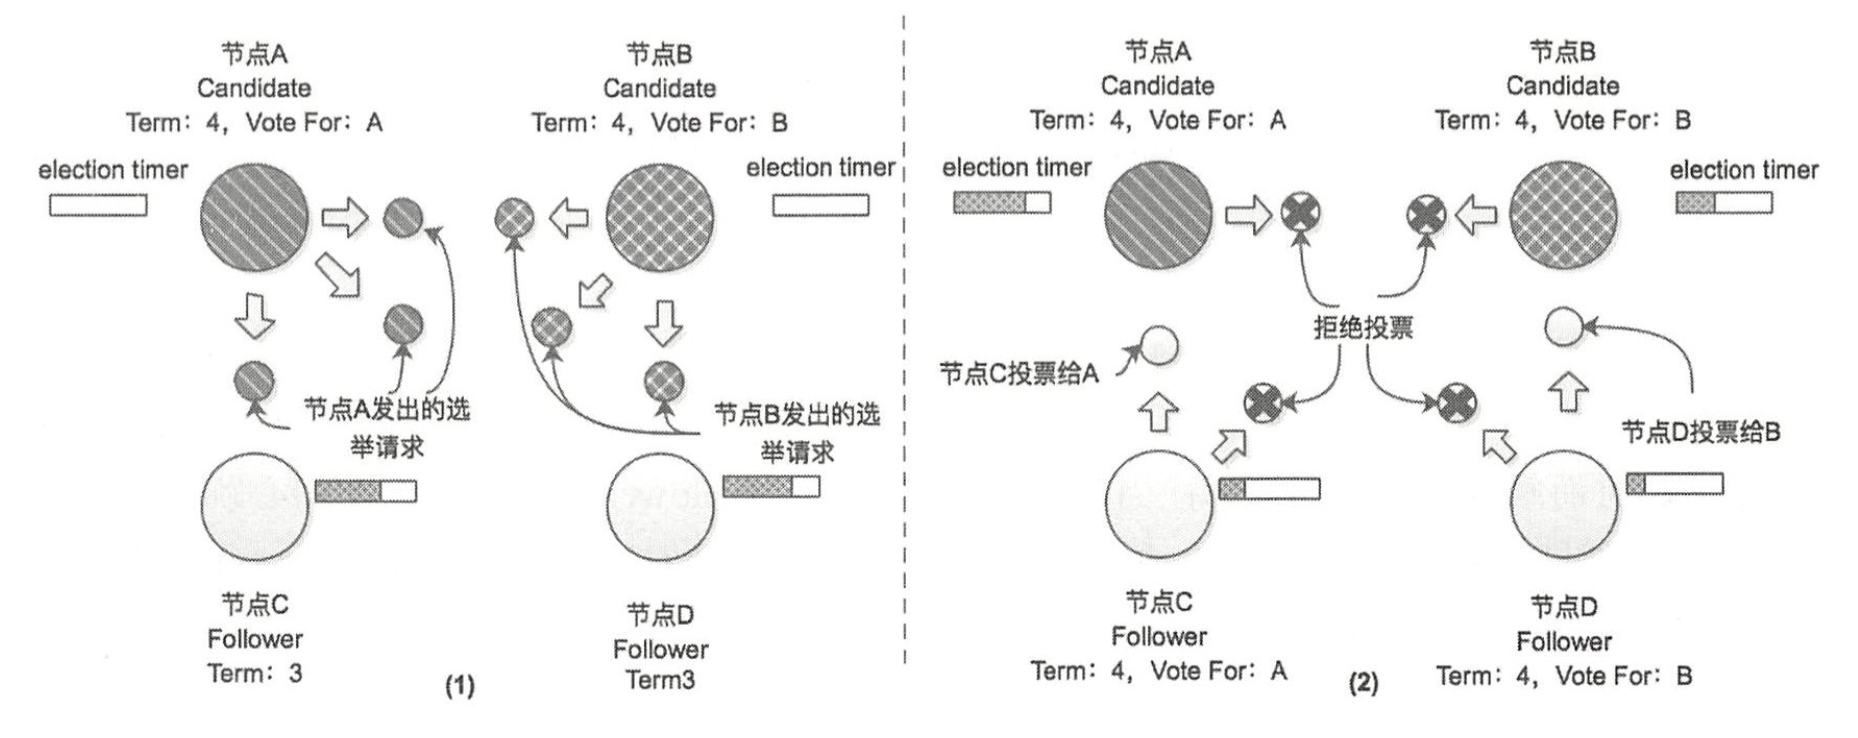 节点A
Candidate
Term：4，Vote For：A
election timer
节点B
Candidate
Term：4，Vote For：B
election timer
节点A发出的选
举请求
节点B发出的选
举请求
节点C
Follower
Term：3
节点D
Follower
Term3
(1)
节点A
Candidate
Term：4，Vote For：A
election timer
节点B
Candidate
Term：4，Vote For：B
election timer
拒绝投票
节点C投票给A
节点D投票给B
节点C
Follower
Term：4，Vote For：A
节点D
Follower
Term：4，Vote For：B
(2)